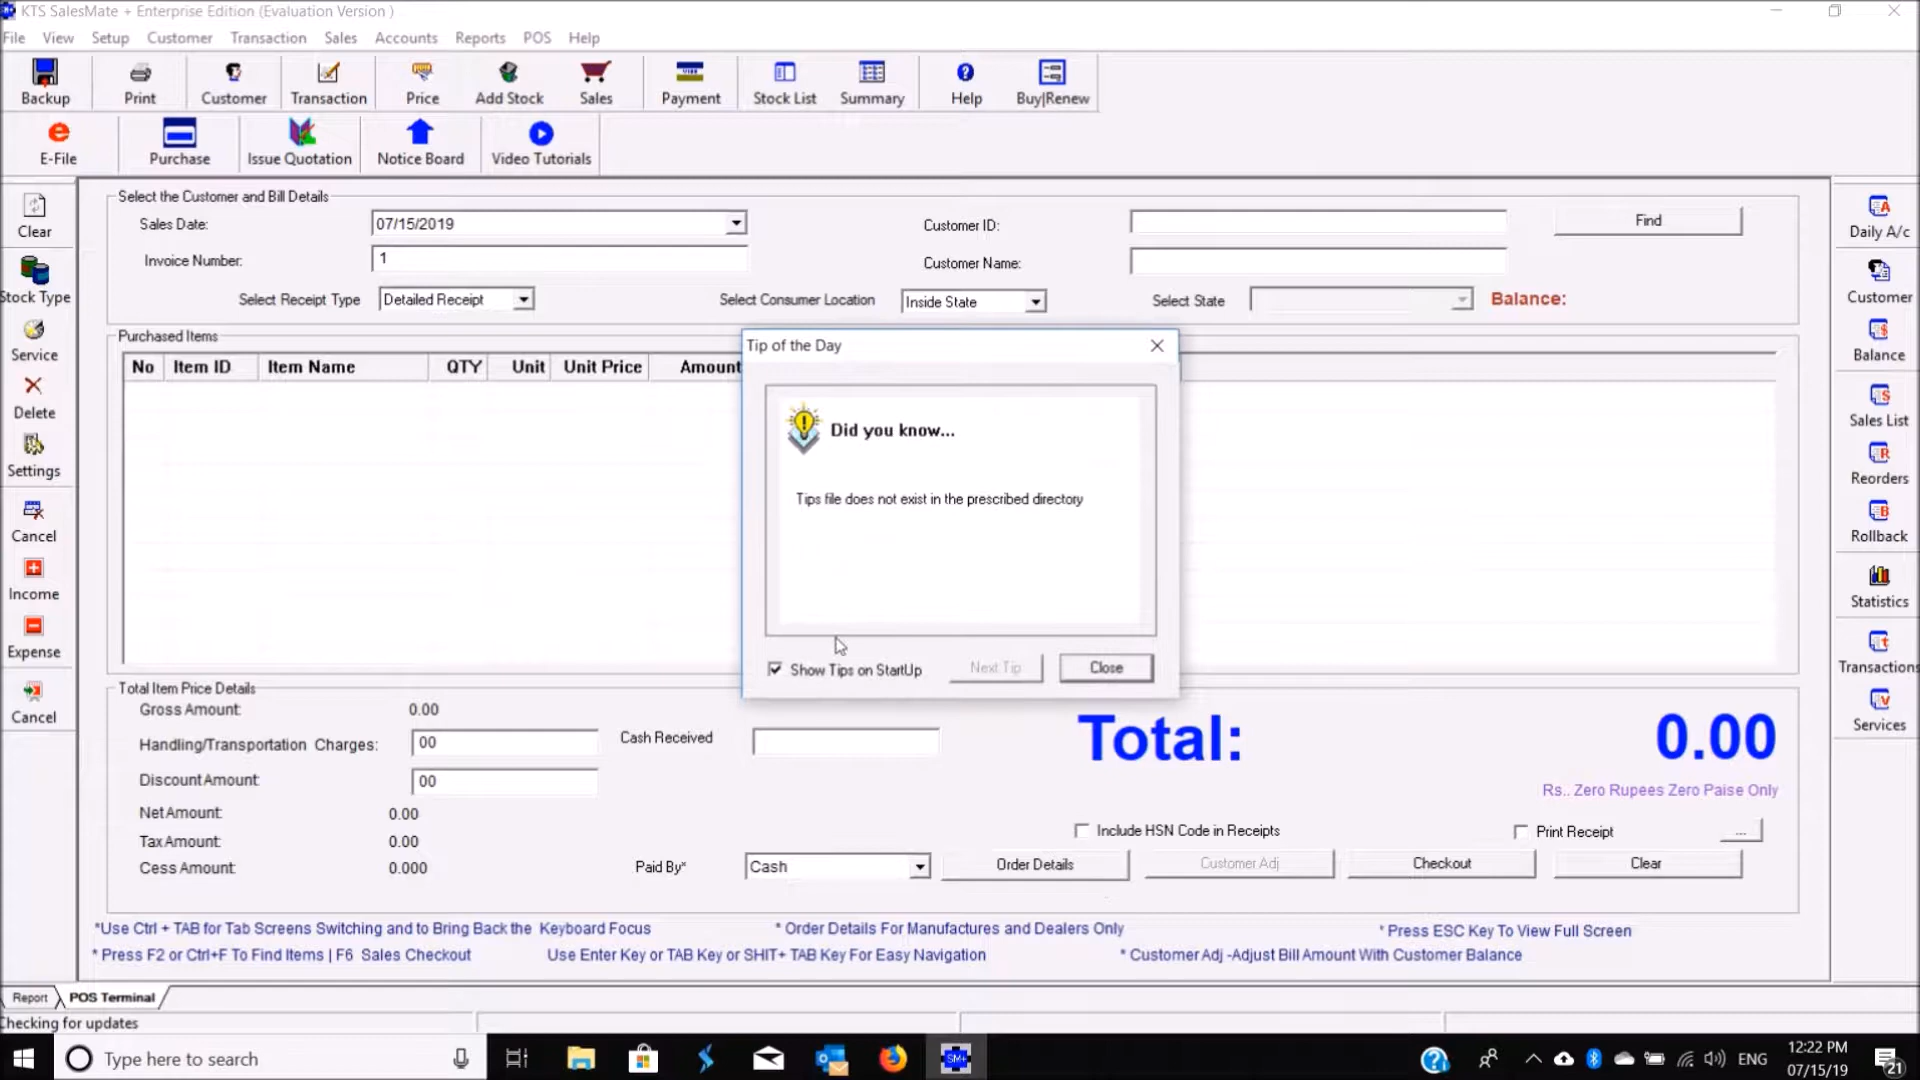 KTS SalesMate + Enterprise Edition (Evaluation Version )
File View Setup Customer Transaction Sales Accounts Reports POS Help
Backup Print Customer Transaction Price Add Stock Sales Payment Stock List Summary Help Buy|Renew
E-File Purchase Issue Quotation Notice Board Video Tutorials
Clear
Stock Type
Service
Delete
Settings
Cancel
Income
Expense
Cancel
Select the Customer and Bill Details
Sales Date: 07/15/2019 Customer ID: Find
Invoice Number: 1 Customer Name:
Select Receipt Type Detailed Receipt Select Consumer Location Inside State Select State Balance:
Purchased Items
No Item ID Item Name QTY Unit Unit Price Amount
Tip of the Day
Did you know...
Tips file does not exist in the prescribed directory
Show Tips on StartUp Next Tip Close
Total Item Price Details
Gross Amount: 0.00
Handling/Transportation Charges: 00 Cash Received
Discount Amount: 00
Net Amount: 0.00
Tax Amount: 0.00
Cess Amount: 0.000
Total: 0.00
Rs.. Zero Rupees Zero Paise Only
Include HSN Code in Receipts Print Receipt ...
Paid By* Cash Order Details Customer Adj Checkout Clear
*Use Ctrl + TAB for Tab Screens Switching and to Bring Back the Keyboard Focus * Order Details For Manufactures and Dealers Only * Press ESC Key To View Full Screen
* Press F2 or Ctrl+F To Find Items | F6 Sales Checkout Use Enter Key or TAB Key or SHIT+ TAB Key For Easy Navigation * Customer Adj -Adjust Bill Amount With Customer Balance
Daily A/c
Customer
Balance
Sales List
Reorders
Rollback
Statistics
Transactions
Services
Report POS Terminal
Checking for updates
Type here to search SM+ ENG 12:22 PM
07/15/19 21